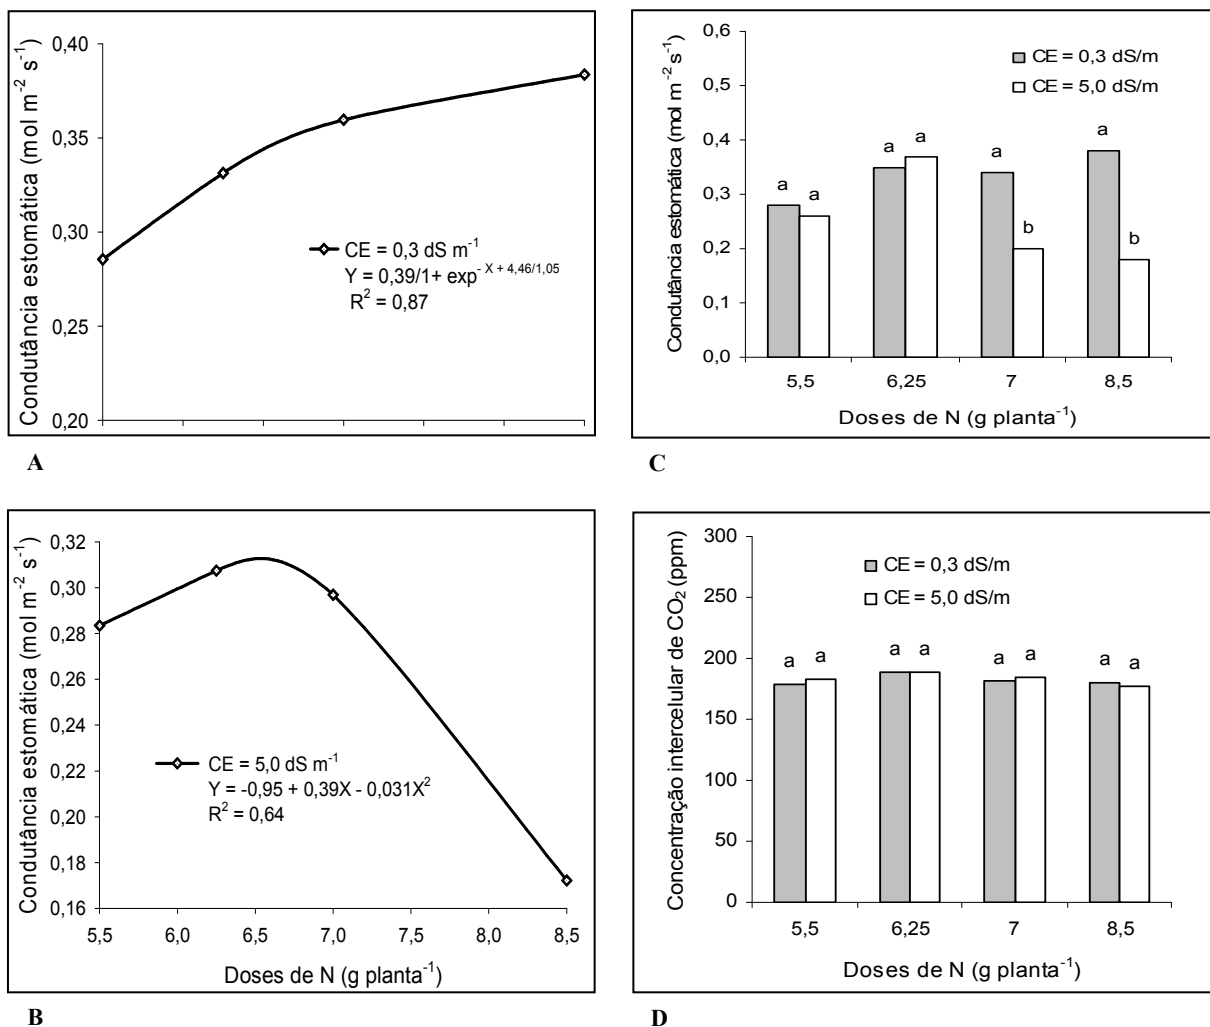 Condutância estomática (mol m⁻² s⁻¹)
0,40
0,35
0,30
0,25
0,20
CE = 0,3 dS m⁻¹
Y = 0,39/1+ exp⁻ ˣ ⁺ ⁴,⁴⁶/¹,⁰⁵
R² = 0,87
A
Condutância estomática (mol m⁻² s⁻¹)
0,32
0,30
0,28
0,26
0,24
0,22
0,20
0,18
0,16
CE = 5,0 dS m⁻¹
Y = -0,95 + 0,39X - 0,031X²
R² = 0,64
5,5 6,0 6,5 7,0 7,5 8,0 8,5
Doses de N (g planta⁻¹)
B
Condutância estomática (mol m⁻² s⁻¹)
0,6
0,5
0,4
0,3
0,2
0,1
0,0
CE = 0,3 dS/m
CE = 5,0 dS/m
a a a a a b a b
5,5 6,25 7 8,5
Doses de N (g planta⁻¹)
C
Concentração intercelular de CO₂ (ppm)
300
250
200
150
100
50
0
CE = 0,3 dS/m
CE = 5,0 dS/m
a a a a a a a a
5,5 6,25 7 8,5
Doses de N (g planta⁻¹)
D